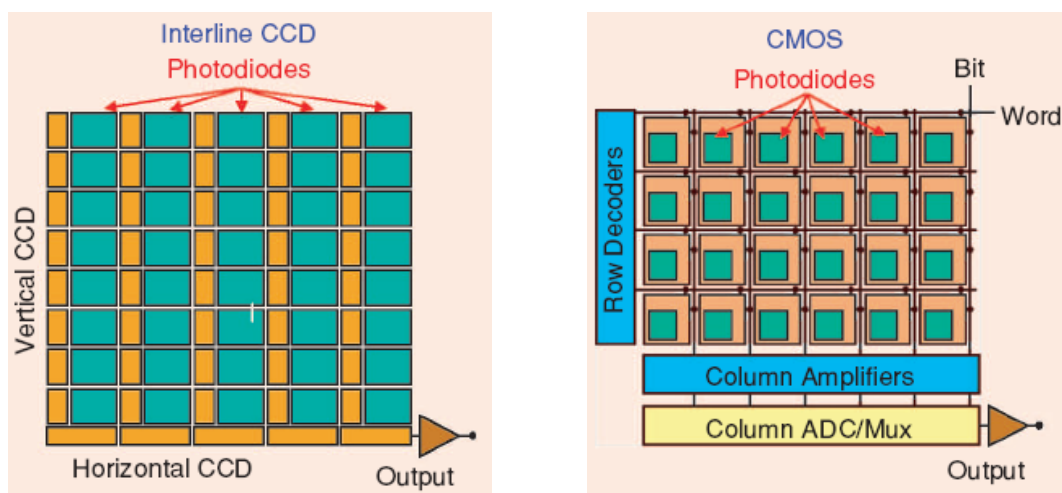 Interline CCD
Photodiodes
Vertical CCD
Horizontal CCD
Output
CMOS
Photodiodes
Bit
Word
Row Decoders
Column Amplifiers
Column ADC/Mux
Output